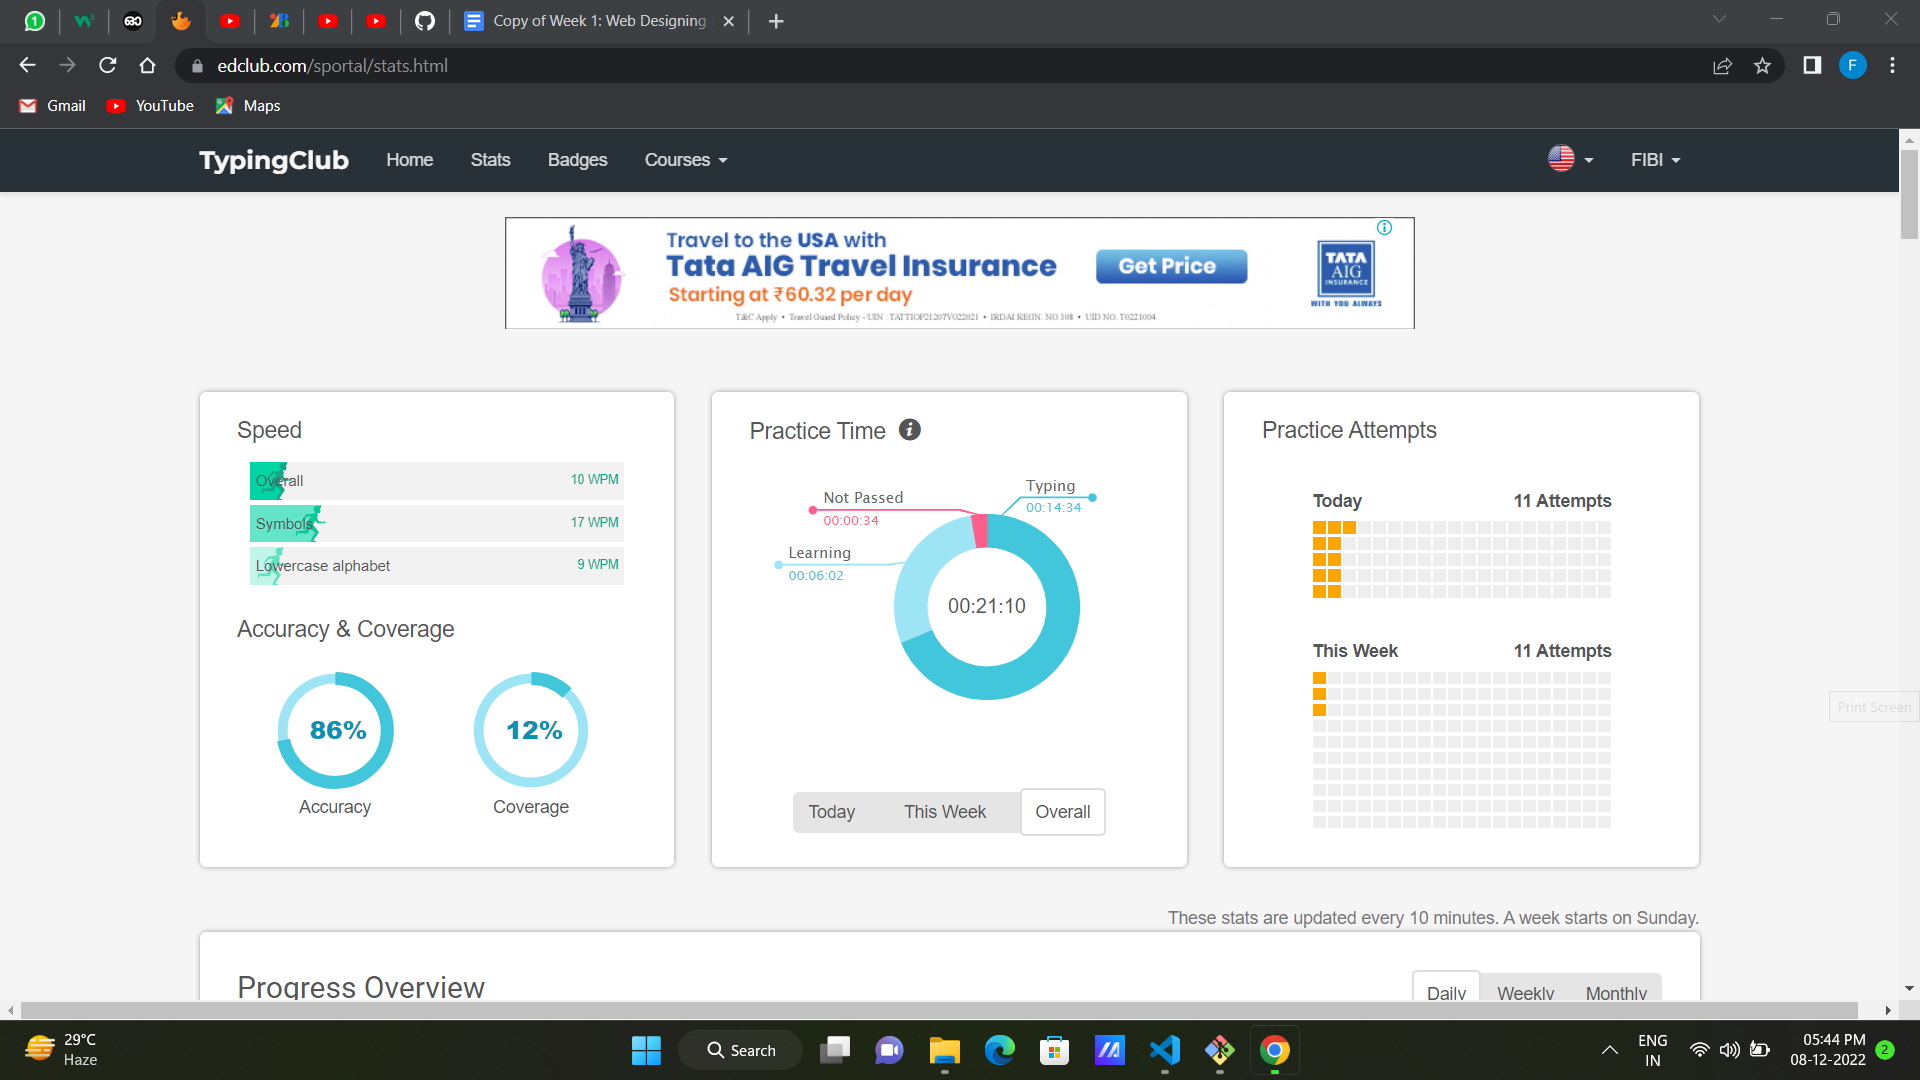 Copy of Week 1: Web Designing
edclub.com/sportal/stats.html
F
Gmail YouTube Maps
TypingClub Home Stats Badges Courses FIBI
Travel to the USA with
Tata AIG Travel Insurance
Starting at ₹60.32 per day
T&C Apply • Travel Guard Policy - UIN : TATTIOP21207V022021 • IRDAI REGN. NO.108 • UID NO. T0221004
Get Price
TATA
AIG
INSURANCE
WITH YOU ALWAYS
Speed
Overall 10 WPM
Symbols 17 WPM
Lowercase alphabet 9 WPM
Accuracy & Coverage
86%
Accuracy
12%
Coverage
Practice Time
Typing
00:14:34
Not Passed
00:00:34
Learning
00:06:02
00:21:10
Today This Week Overall
Practice Attempts
Today 11 Attempts
This Week 11 Attempts
Print Screen
These stats are updated every 10 minutes. A week starts on Sunday.
Progress Overview
Daily Weekly Monthly
29°C
Haze
Search
ENG
IN
05:44 PM
08-12-2022
2